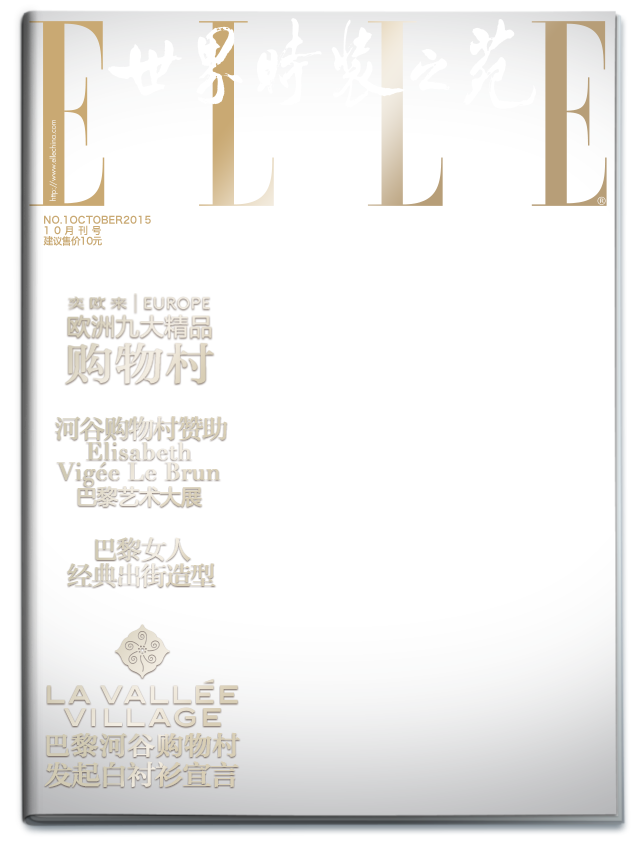 ELLE
世界時裝之苑
http://www.ellechina.com
®
NO.1OCTOBER2015
10月刊号
建议售价10元
奕欧来 | EUROPE
欧洲九大精品
购物村
河谷购物村赞助
Elisabeth
Vigée Le Brun
巴黎艺术大展
巴黎女人
经典出街造型
LA VALLÉE
VILLAGE
巴黎河谷购物村
发起白衬衫宣言